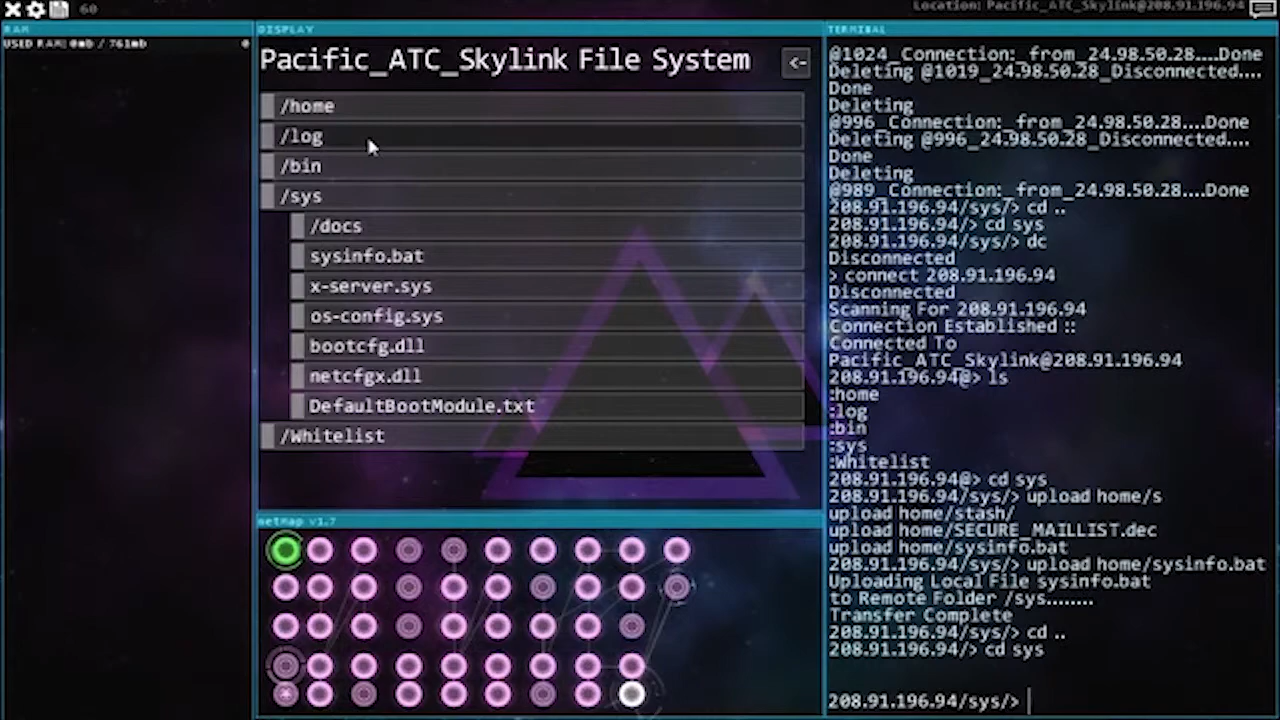 60
Location: Pacific_ATC_Skylink@208.91.196.94
RAM
USED RAM: 0mb / 761mb
0
DISPLAY
Pacific_ATC_Skylink File System
<-
/home
/log
/bin
/sys
/docs
sysinfo.bat
x-server.sys
os-config.sys
bootcfg.dll
netcfgx.dll
DefaultBootModule.txt
/Whitelist
netMap v1.7
TERMINAL
@1024_Connection:_from_24.98.50.28....Done
Deleting @1019_24.98.50.28_Disconnected....
Done
Deleting
@996_Connection:_from_24.98.50.28....Done
Deleting @996_24.98.50.28_Disconnected....
Done
Deleting
@989_Connection:_from_24.98.50.28....Done
208.91.196.94/sys/> cd ..
208.91.196.94/> cd sys
208.91.196.94/sys/> dc
Disconnected
> connect 208.91.196.94
Disconnected
Scanning For 208.91.196.94
Connection Established ::
Connected To
Pacific_ATC_Skylink@208.91.196.94
208.91.196.94@> ls
:home
:log
:bin
:sys
:Whitelist
208.91.196.94@> cd sys
208.91.196.94/sys/> upload home/s
upload home/stash/
upload home/SECURE_MAILLIST.dec
upload home/sysinfo.bat
208.91.196.94/sys/> upload home/sysinfo.bat
Uploading Local File sysinfo.bat
to Remote Folder /sys........
Transfer Complete
208.91.196.94/sys/> cd ..
208.91.196.94/> cd sys
208.91.196.94/sys/>